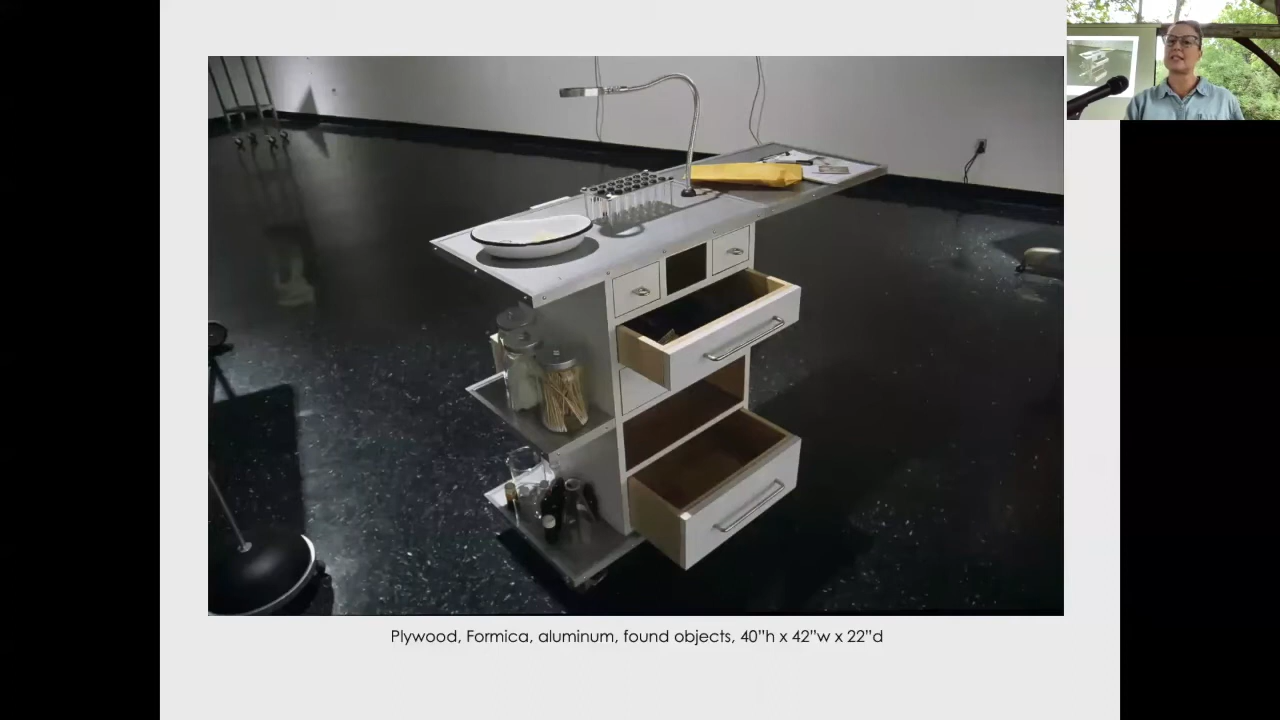 Plywood, Formica, aluminum, found objects, 40”h x 42”w x 22”d